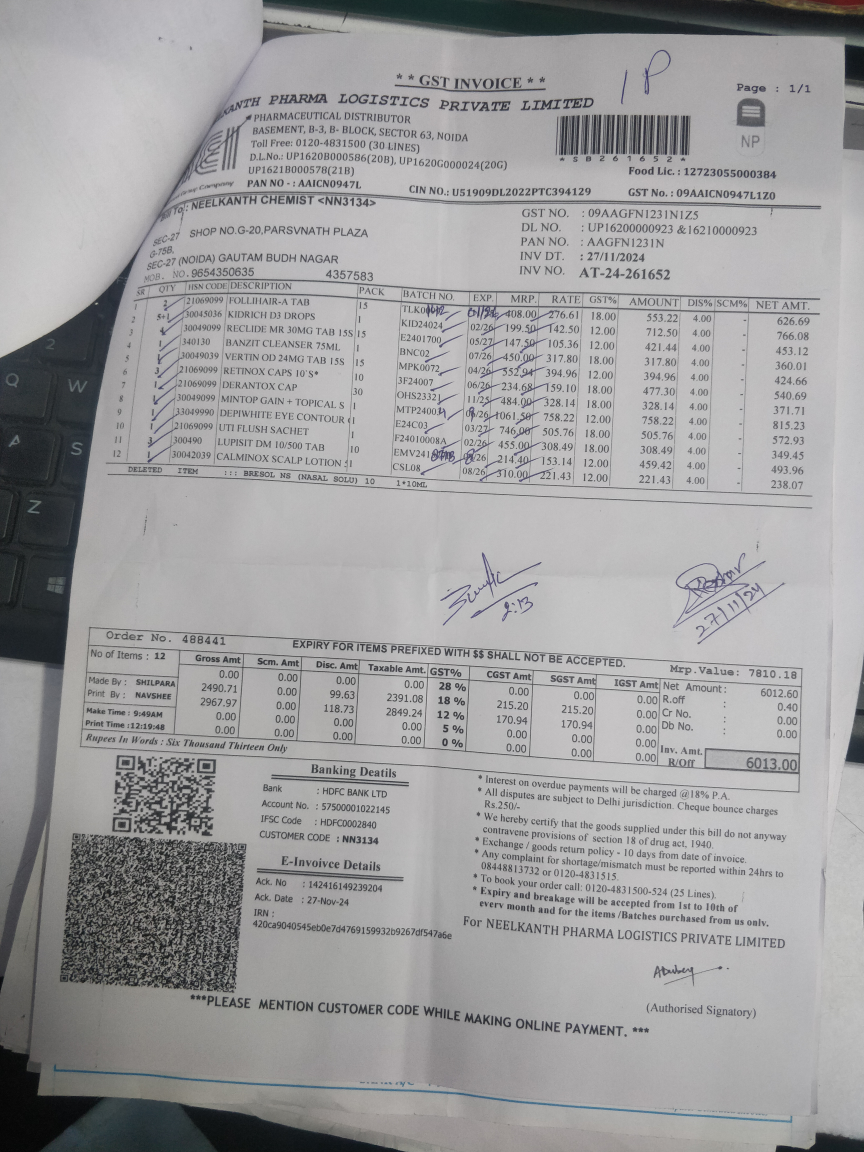 ** GST INVOICE **
1P
Page : 1/1
KANTH PHARMA LOGISTICS PRIVATE LIMITED
PHARMACEUTICAL DISTRIBUTOR
BASEMENT, B-3, B- BLOCK, SECTOR 63, NOIDA
Toll Free: 0120-4831500 (30 LINES)
D.L.No.: UP1620B000586(20B), UP1620G000024(20G)
UP1621B000578(21B)
PAN NO - : AAICN0947L
*SB261652*
NP
Food Lic. : 12723055000384
CIN NO.: U51909DL2022PTC394129
GST No. : 09AAICN0947L1Z0
Bill To : NEELKANTH CHEMIST <NN3134>
SEC-27 SHOP NO.G-20,PARSVNATH PLAZA
G-75B,
SEC-27 (NOIDA) GAUTAM BUDH NAGAR
MOB. NO.9654350635 4357583
GST NO. : 09AAGFN1231N1Z5
DL NO. : UP16200000923 &16210000923
PAN NO. : AAGFN1231N
INV DT. : 27/11/2024
INV NO. AT-24-261652
SR QTY HSN CODE DESCRIPTION PACK BATCH NO. EXP. MRP. RATE GST% AMOUNT DIS% SCM% NET AMT.
1 2 21069099 FOLLIHAIR-A TAB 15 408.00 276.61 18.00 553.22 4.00 - 626.69
2 5+1 30045036 KIDRICH D3 DROPS 1 KID24024 02/26 199.50 142.50 12.00 712.50 4.00 - 766.08
3 30049099 RECLIDE MR 30MG TAB 15S 15 E2401700 05/27 147.50 105.36 12.00 421.44 4.00 - 453.12
4 1 340130 BANZIT CLEANSER 75ML 1 BNC02 07/26 450.00 317.80 18.00 317.80 4.00 - 360.01
5 30049039 VERTIN OD 24MG TAB 15S 15 MPK0072 04/26 552.94 394.96 12.00 394.96 4.00 - 424.66
6 3 21069099 RETINOX CAPS 10'S* 10 3F24007 06/26 234.68 159.10 18.00 477.30 4.00 - 540.69
7 1 21069099 DERANTOX CAP 30 OHS23321 11/25 484.00 328.14 18.00 328.14 4.00 - 371.71
8 1 30049099 MINTOP GAIN + TOPICAL S 1 1061.50 758.22 12.00 758.22 4.00 - 815.23
9 1 33049990 DEPIWHITE EYE CONTOUR ( 1 E24C03 03/27 746.00 505.76 18.00 505.76 4.00 - 572.93
10 1 21069099 UTI FLUSH SACHET 1 F24010008A 02/26 455.00 308.49 18.00 308.49 4.00 - 349.45
11 3 300490 LUPISIT DM 10/500 TAB 10 214.40 153.14 12.00 459.42 4.00 - 493.96
12 1 30042039 CALMINOX SCALP LOTION 1 CSL08 08/26 310.00 221.43 12.00 221.43 4.00 - 238.07
DELETED ITEM ::: BRESOL NS (NASAL SOLU) 10 1*10ML
2:13
27/11/24
Order No. 488441 EXPIRY FOR ITEMS PREFIXED WITH $$ SHALL NOT BE ACCEPTED. Mrp.Value: 7810.18
No of Items : 12
Made By : SHILPARA
Print By : NAVSHEE
Make Time : 9:49AM
Print Time :12:19:48
Gross Amt Scm. Amt Disc. Amt Taxable Amt. GST% CGST Amt SGST Amt IGST Amt
0.00 0.00 0.00 0.00 28 % 0.00 0.00 0.00
2490.71 0.00 99.63 2391.08 18 % 215.20 215.20 0.00
2967.97 0.00 118.73 2849.24 12 % 170.94 170.94 0.00
0.00 0.00 0.00 0.00 5 % 0.00 0.00 0.00
0.00 0.00 0.00 0.00 0 % 0.00 0.00 0.00
Net Amount: 6012.60
R.off : 0.40
Cr No. : 0.00
Db No. : 0.00
Inv. Amt. R/Off 6013.00
Rupees In Words : Six Thousand Thirteen Only
Banking Deatils
Bank : HDFC BANK LTD
Account No. : 57500001022145
IFSC Code : HDFC0002840
CUSTOMER CODE : NN3134
E-Invoivce Details
Ack. No : 142416149239204
Ack. Date : 27-Nov-24
IRN :
420ca9040545eb0e7d4769159932b9267df547a6e
* Interest on overdue payments will be charged @18% P.A.
* All disputes are subject to Delhi jurisdiction. Cheque bounce charges
Rs.250/-
* We hereby certify that the goods supplied under this bill do not anyway
contravene provisions of section 18 of drug act, 1940.
* Exchange / goods return policy - 10 days from date of invoice.
* Any complaint for shortage/mismatch must be reported within 24hrs to
08448813732 or 0120-4831515.
* To book your order call: 0120-4831500-524 (25 Lines).
* Expiry and breakage will be accepted from 1st to 10th of
every month and for the items /Batches purchased from us only.
For NEELKANTH PHARMA LOGISTICS PRIVATE LIMITED
(Authorised Signatory)
***PLEASE MENTION CUSTOMER CODE WHILE MAKING ONLINE PAYMENT. ***
Q
W
A
S
Z
2